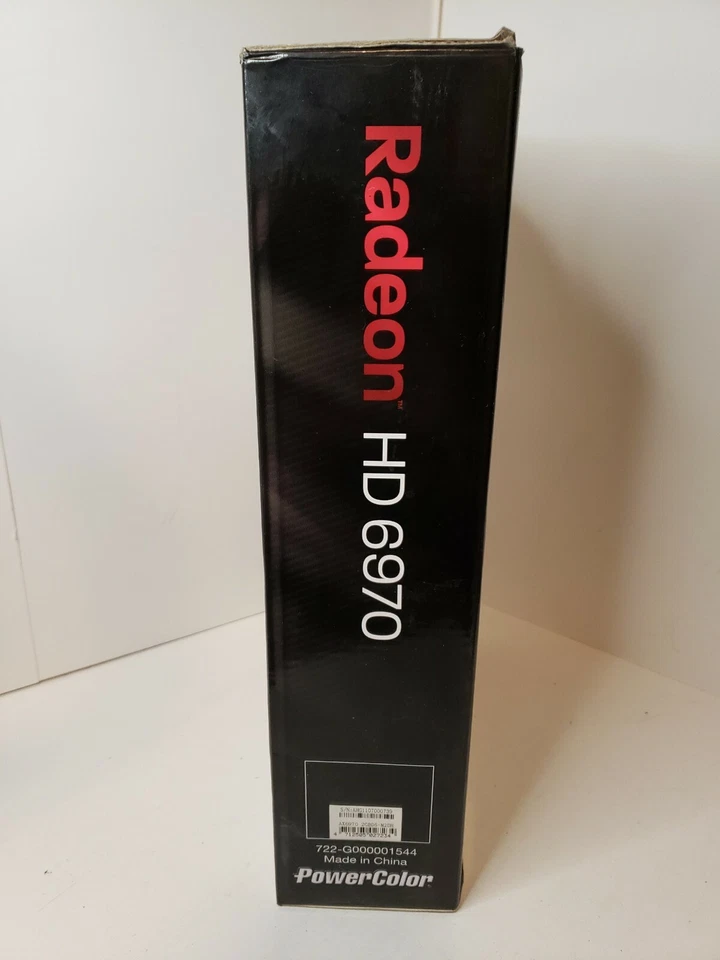 Radeon™ HD 6970
722-G000001544
Made in China
PowerColor